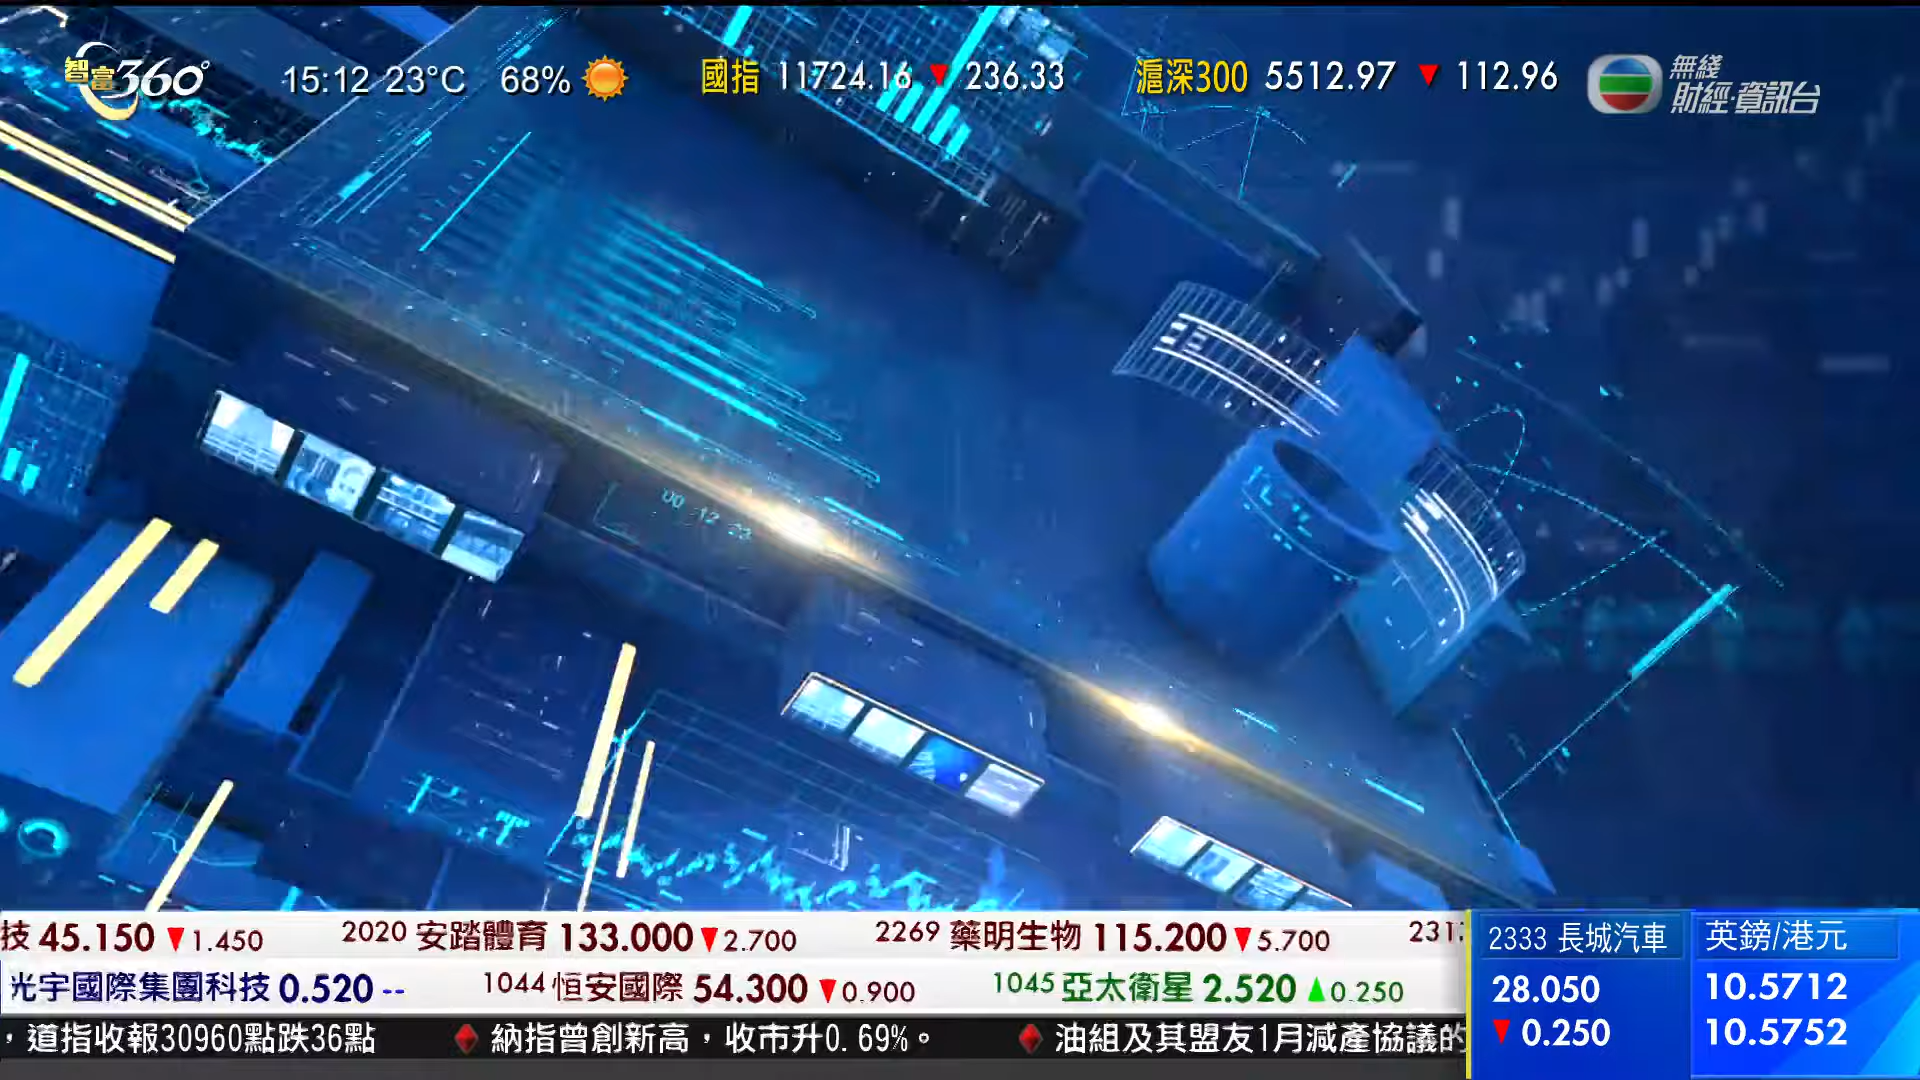 智富360°
15:12 23°C 68%
國指 11724.16 ▼ 236.33
滬深300 5512.97 ▼ 112.96
無綫
財經·資訊台
00 12 23
技 45.150 ▼1.450 2020 安踏體育 133.000 ▼2.700 2269 藥明生物 115.200 ▼5.700 231
光宇國際集團科技 0.520 -- 1044 恒安國際 54.300 ▼0.900 1045 亞太衛星 2.520 ▲0.250
，道指收報30960點跌36點 ♦ 納指曾創新高，收市升0.69%。 ♦ 油組及其盟友1月減產協議的
2333 長城汽車
28.050
▼ 0.250
英鎊/港元
10.5712
10.5752